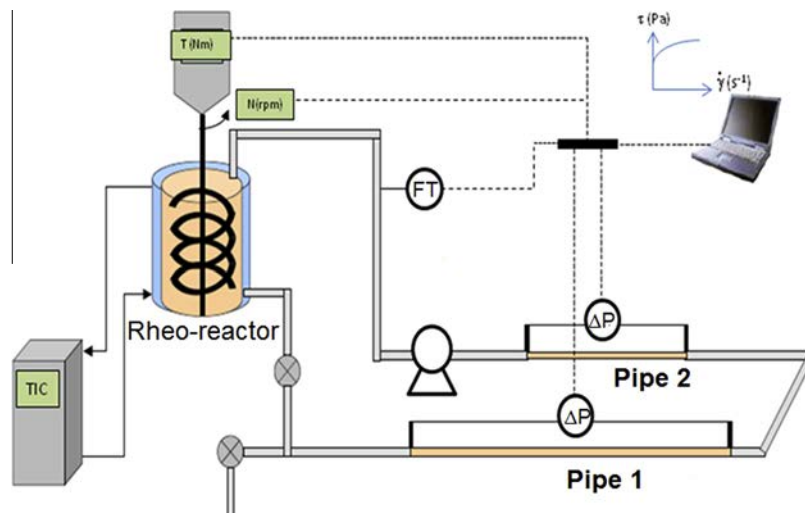 τ (Pa)
T (Nm)
γ̇ (s⁻¹)
N(rpm)
FT
Rheo-reactor
ΔP
TIC
Pipe 2
ΔP
Pipe 1